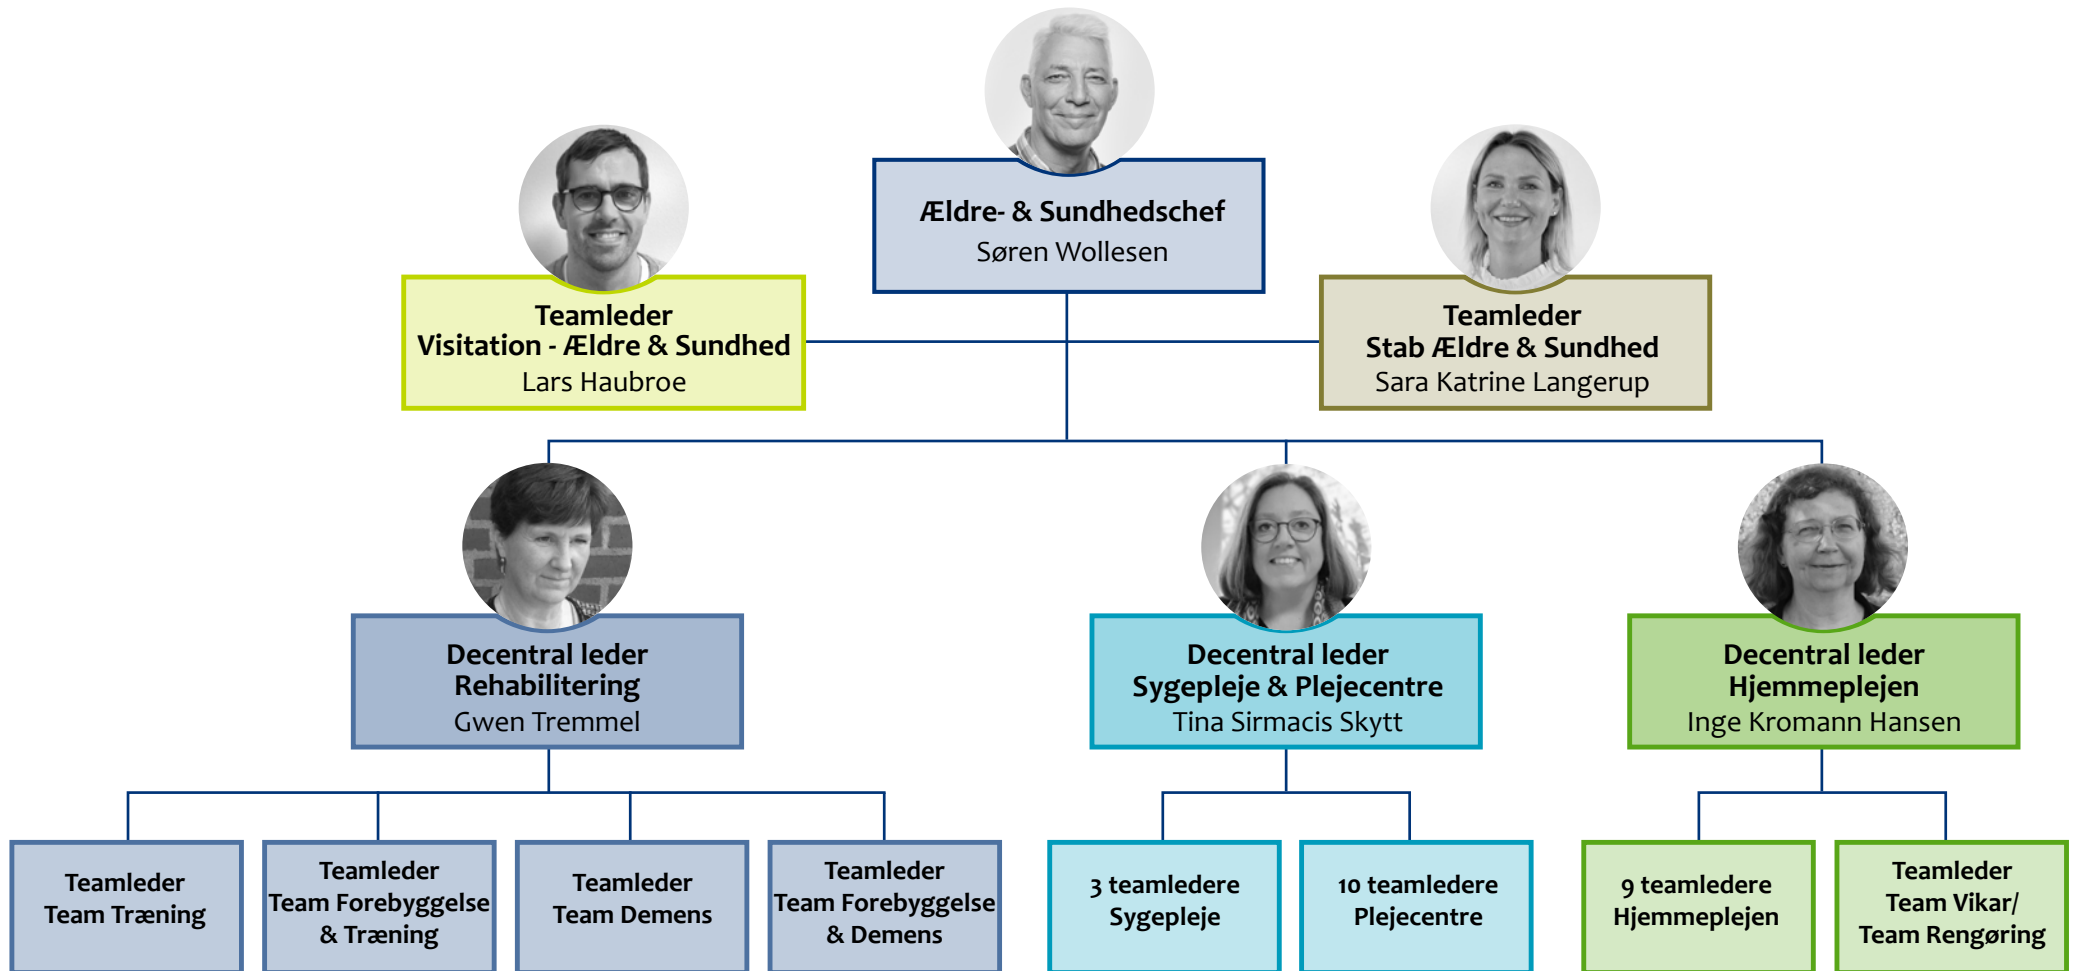 Ældre- & Sundhedschef
Søren Wollesen
Teamleder
Visitation - Ældre & Sundhed
Lars Haubroe
Teamleder
Stab Ældre & Sundhed
Sara Katrine Langerup
Decentral leder
Rehabilitering
Gwen Tremmel
Decentral leder
Sygepleje & Plejecentre
Tina Sirmacis Skytt
Decentral leder
Hjemmeplejen
Inge Kromann Hansen
Teamleder
Team Træning
Teamleder
Team Forebyggelse
& Træning
Teamleder
Team Demens
Teamleder
Team Forebyggelse
& Demens
3 teamledere
Sygepleje
10 teamledere
Plejecentre
9 teamledere
Hjemmeplejen
Teamleder
Team Vikar/
Team Rengøring